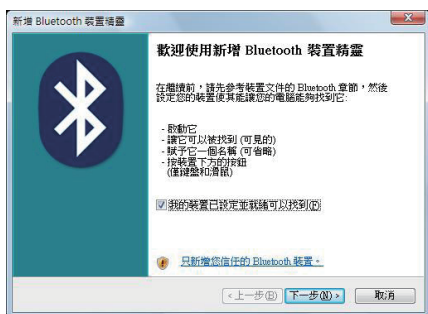 新增 Bluetooth 裝置精靈
歡迎使用新增 Bluetooth 裝置精靈
在繼續前，請先參考裝置文件的 Bluetooth 章節，然後
設定您的裝置使其能讓您的電腦能夠找到它:
- 啟動它
- 讓它可以被找到 (可見的)
- 賦予它一個名稱 (可省略)
- 按裝置下方的按鈕
(僅鍵盤和滑鼠)
我的裝置已設定並就緒可以找到(F)
只新增您信任的 Bluetooth 裝置。
<上一步(B) 下一步(N)> 取消